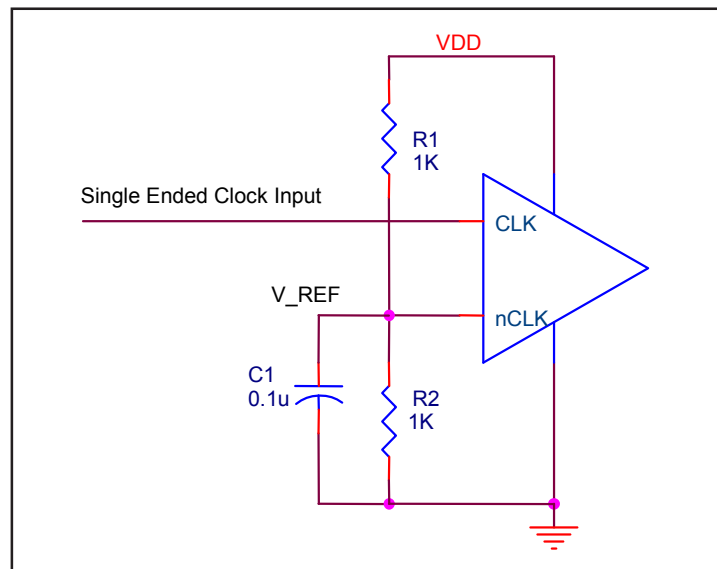 VDD
R1
1K
Single Ended Clock Input
CLK
V_REF
nCLK
C1
0.1u
R2
1K